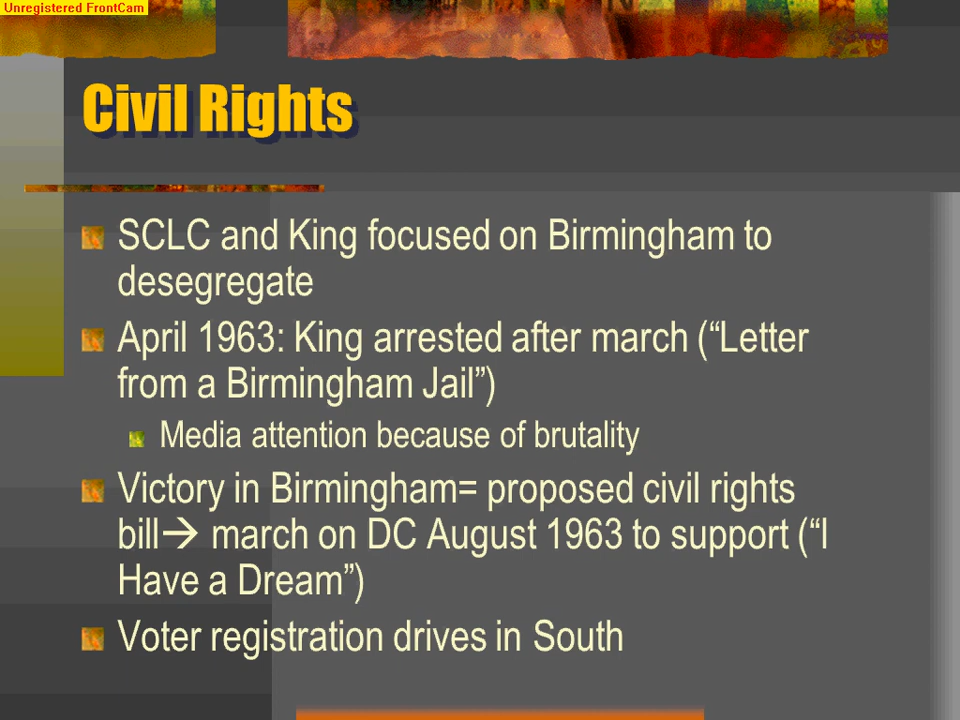 Unregistered FrontCam
Civil Rights
SCLC and King focused on Birmingham to
desegregate
April 1963: King arrested after march (“Letter
from a Birmingham Jail”)
Media attention because of brutality
Victory in Birmingham= proposed civil rights
bill→ march on DC August 1963 to support (“I
Have a Dream”)
Voter registration drives in South